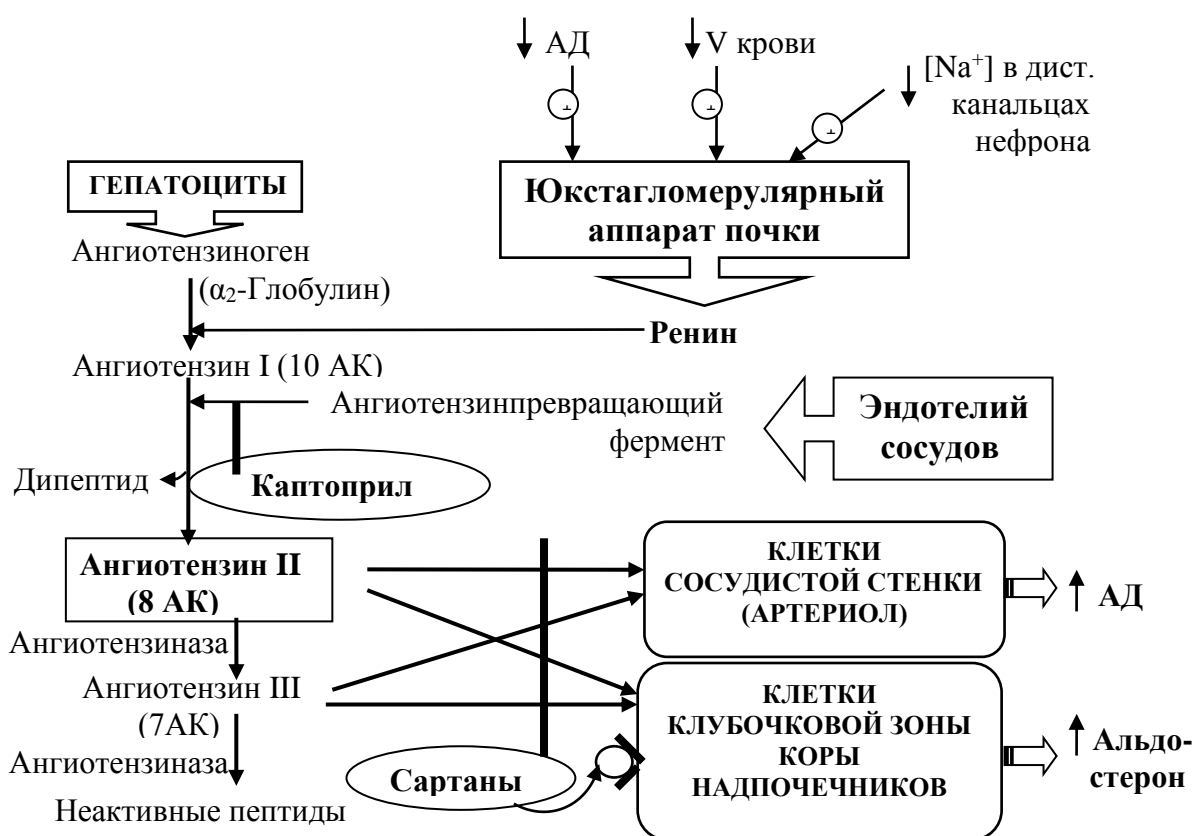 АД
V крови
[Na⁺] в дист.
канальцах
нефрона
ГЕПАТОЦИТЫ
Юкстагломерулярный
аппарат почки
Ангиотензиноген
(α₂-Глобулин)
Ренин
Ангиотензин I (10 АК)
Ангиотензинпревращающий
фермент
Эндотелий
сосудов
Дипептид
Каптоприл
Ангиотензин II
(8 АК)
КЛЕТКИ
СОСУДИСТОЙ СТЕНКИ
(АРТЕРИОЛ)
АД
Ангиотензиназа
Ангиотензин III
(7АК)
Ангиотензиназа
Неактивные пептиды
Сартаны
КЛЕТКИ
КЛУБОЧКОВОЙ ЗОНЫ
КОРЫ
НАДПОЧЕЧНИКОВ
Альдо-
стерон